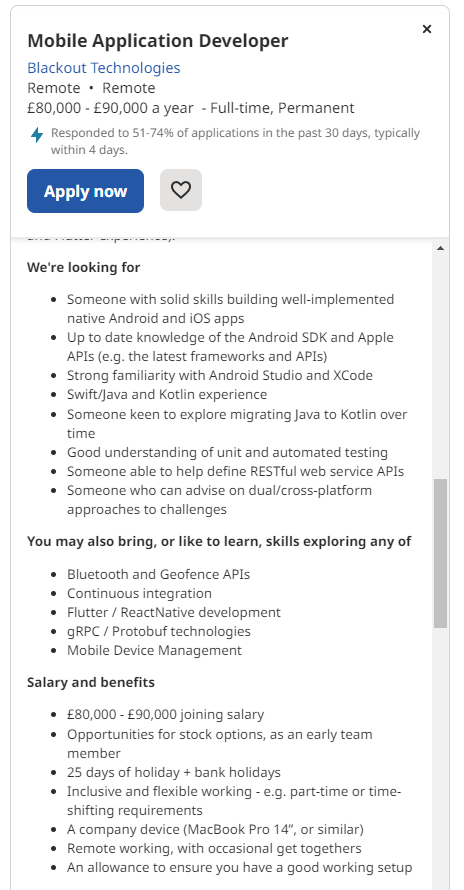 Mobile Application Developer
Blackout Technologies
Remote • Remote
£80,000 - £90,000 a year - Full-time, Permanent
Responded to 51-74% of applications in the past 30 days, typically
within 4 days.
Apply now
We're looking for
Someone with solid skills building well-implemented
native Android and iOS apps
Up to date knowledge of the Android SDK and Apple
APIs (e.g. the latest frameworks and APIs)
Strong familiarity with Android Studio and XCode
Swift/Java and Kotlin experience
Someone keen to explore migrating Java to Kotlin over
time
Good understanding of unit and automated testing
Someone able to help define RESTful web service APIs
Someone who can advise on dual/cross-platform
approaches to challenges
You may also bring, or like to learn, skills exploring any of
Bluetooth and Geofence APIs
Continuous integration
Flutter / ReactNative development
gRPC / Protobuf technologies
Mobile Device Management
Salary and benefits
£80,000 - £90,000 joining salary
Opportunities for stock options, as an early team
member
25 days of holiday + bank holidays
Inclusive and flexible working - e.g. part-time or time-
shifting requirements
A company device (MacBook Pro 14”, or similar)
Remote working, with occasional get togethers
An allowance to ensure you have a good working setup